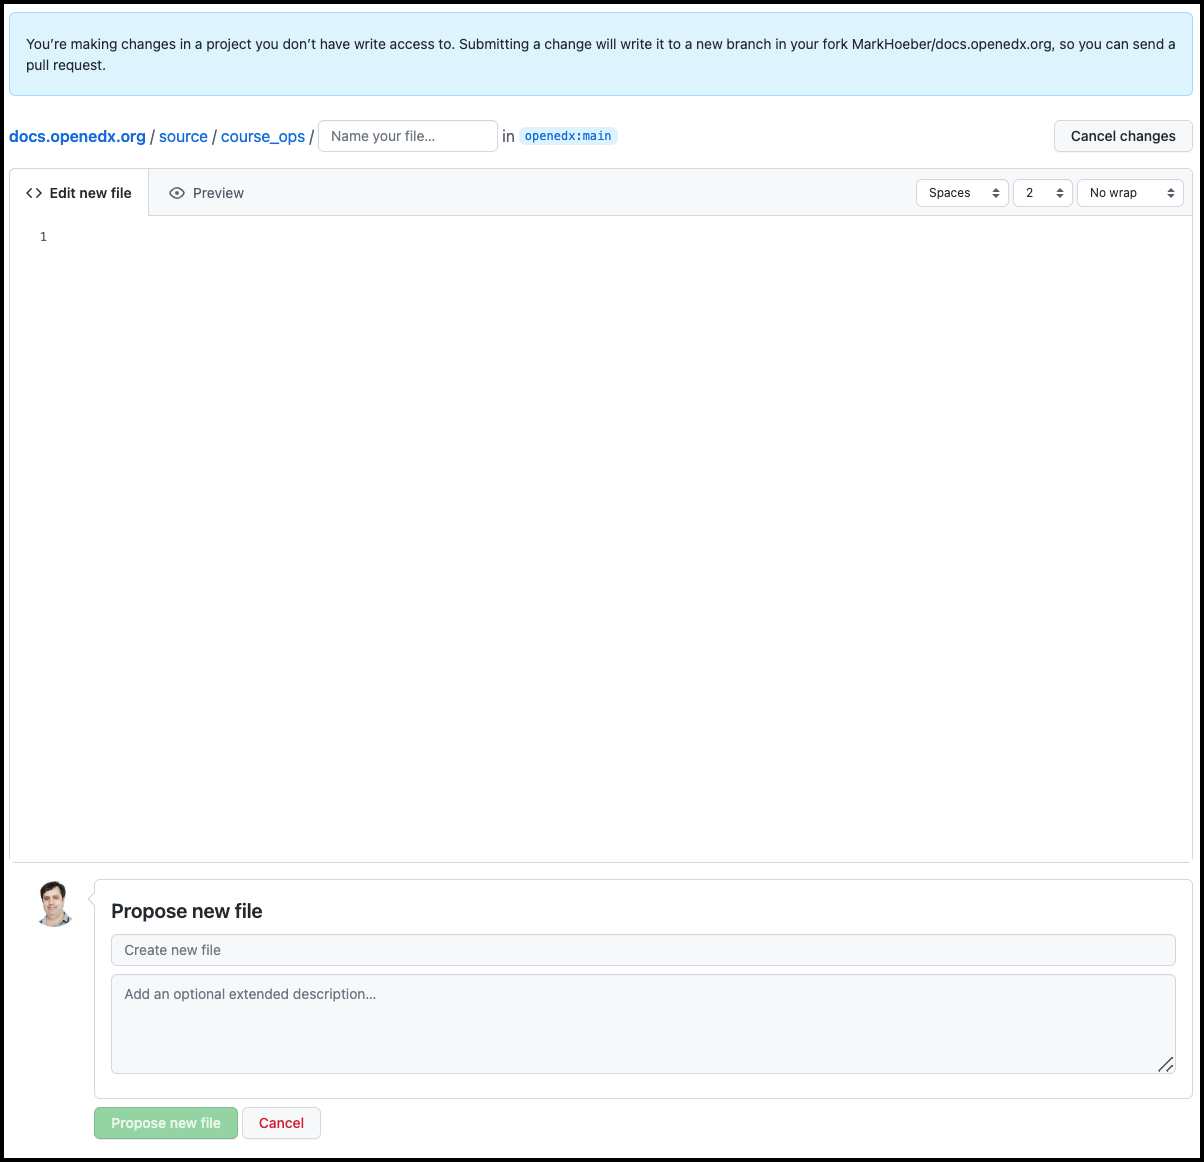 You’re making changes in a project you don’t have write access to. Submitting a change will write it to a new branch in your fork MarkHoeber/docs.openedx.org, so you can send a
pull request.
docs.openedx.org / source / course_ops / Name your file... in openedx:main Cancel changes
Edit new file Preview Spaces 2 No wrap
1
Propose new file
Create new file
Add an optional extended description...
Propose new file Cancel